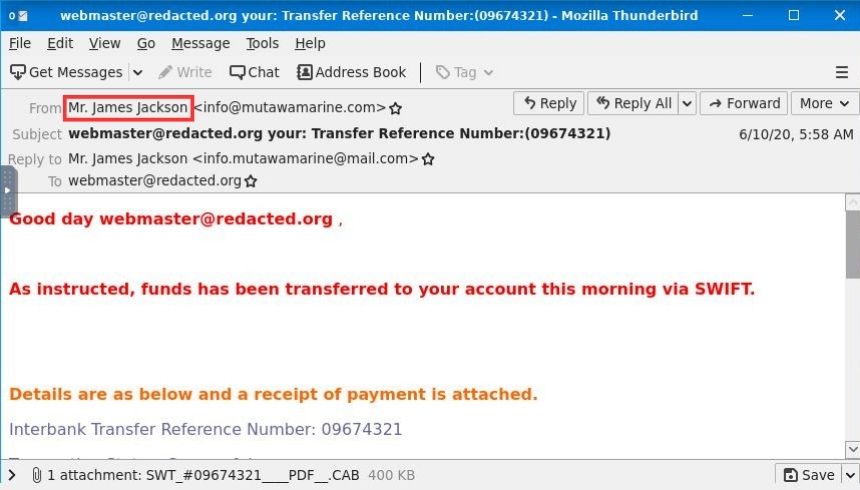 webmaster@redacted.org your: Transfer Reference Number:(09674321) - Mozilla Thunderbird
File Edit View Go Message Tools Help
Get Messages Write Chat Address Book Tag
From Mr. James Jackson <info@mutawamarine.com> Reply Reply All Forward More
Subject webmaster@redacted.org your: Transfer Reference Number:(09674321) 6/10/20, 5:58 AM
Reply to Mr. James Jackson <info.mutawamarine@mail.com>
To webmaster@redacted.org
Good day webmaster@redacted.org ,
As instructed, funds has been transferred to your account this morning via SWIFT.
Details are as below and a receipt of payment is attached.
Interbank Transfer Reference Number: 09674321
1 attachment: SWT_#09674321____PDF__.CAB 400 KB Save